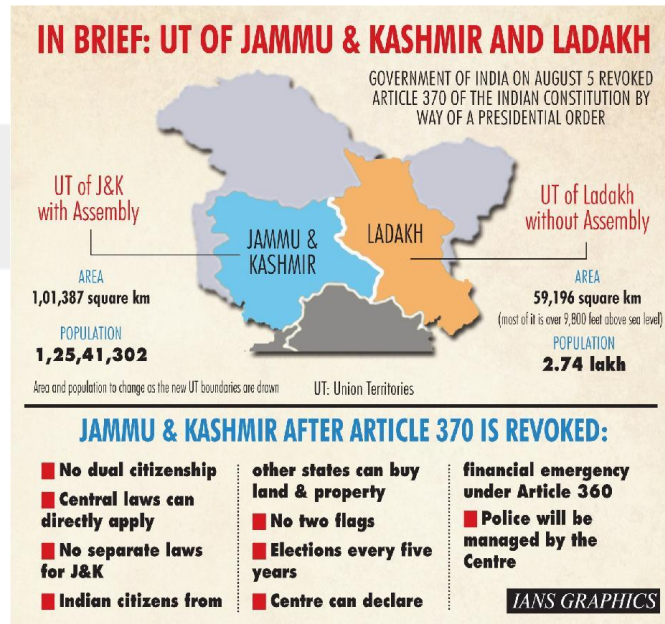 IN BRIEF: UT OF JAMMU & KASHMIR AND LADAKH
GOVERNMENT OF INDIA ON AUGUST 5 REVOKED
ARTICLE 370 OF THE INDIAN CONSTITUTION BY
WAY OF A PRESIDENTIAL ORDER
UT of J&K
with Assembly
AREA
1,01,387 square km
POPULATION
1,25,41,302
JAMMU &
KASHMIR
LADAKH
UT of Ladakh
without Assembly
AREA
59,196 square km
(most of it is over 9,800 feet above sea level)
POPULATION
2.74 lakh
Area and population to change as the new UT boundaries are drawn
UT: Union Territories
JAMMU & KASHMIR AFTER ARTICLE 370 IS REVOKED:
No dual citizenship
Central laws can
directly apply
No separate laws
for J&K
Indian citizens from
other states can buy
land & property
No two flags
Elections every five
years
Centre can declare
financial emergency
under Article 360
Police will be
managed by the
Centre
IANS GRAPHICS